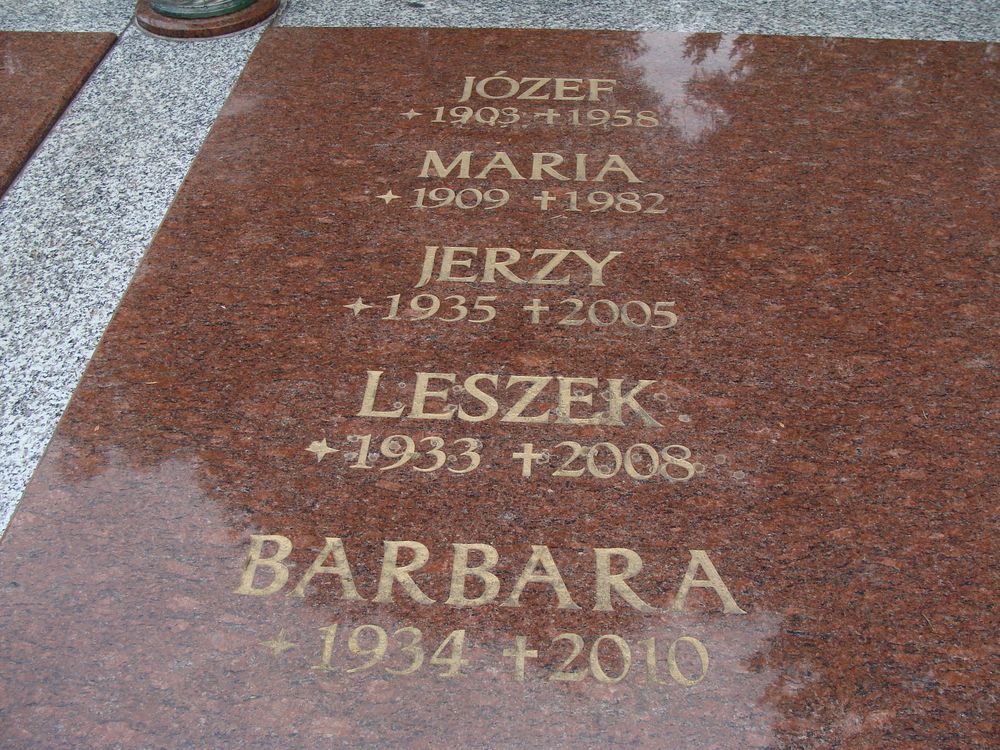 JÓZEF
✦ 1903 ✝ 1958
MARIA
✦ 1909 ✝ 1982
JERZY
✦ 1935 ✝ 2005
LESZEK
✦ 1933 ✝ 2008
BARBARA
✦ 1934 ✝ 2010